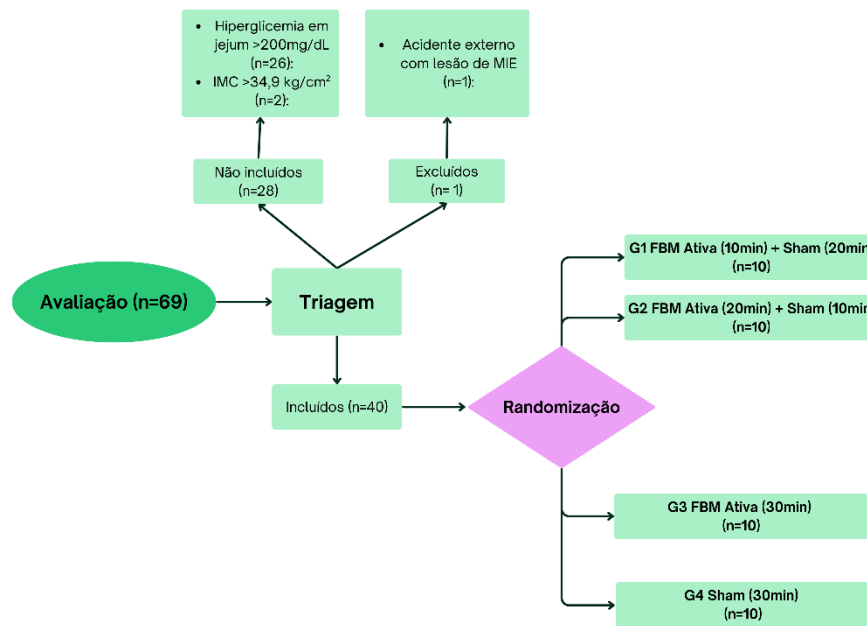 • Hiperglicemia em
jejum >200mg/dL
(n=26):
• IMC >34,9 kg/cm²
(n=2):
• Acidente externo
com lesão de MIE
(n=1):
Não incluídos
(n=28)
Excluídos
(n= 1)
Avaliação (n=69)
Triagem
Incluídos (n=40)
Randomização
G1 FBM Ativa (10min) + Sham (20min)
(n=10)
G2 FBM Ativa (20min) + Sham (10min)
(n=10)
G3 FBM Ativa (30min)
(n=10)
G4 Sham (30min)
(n=10)